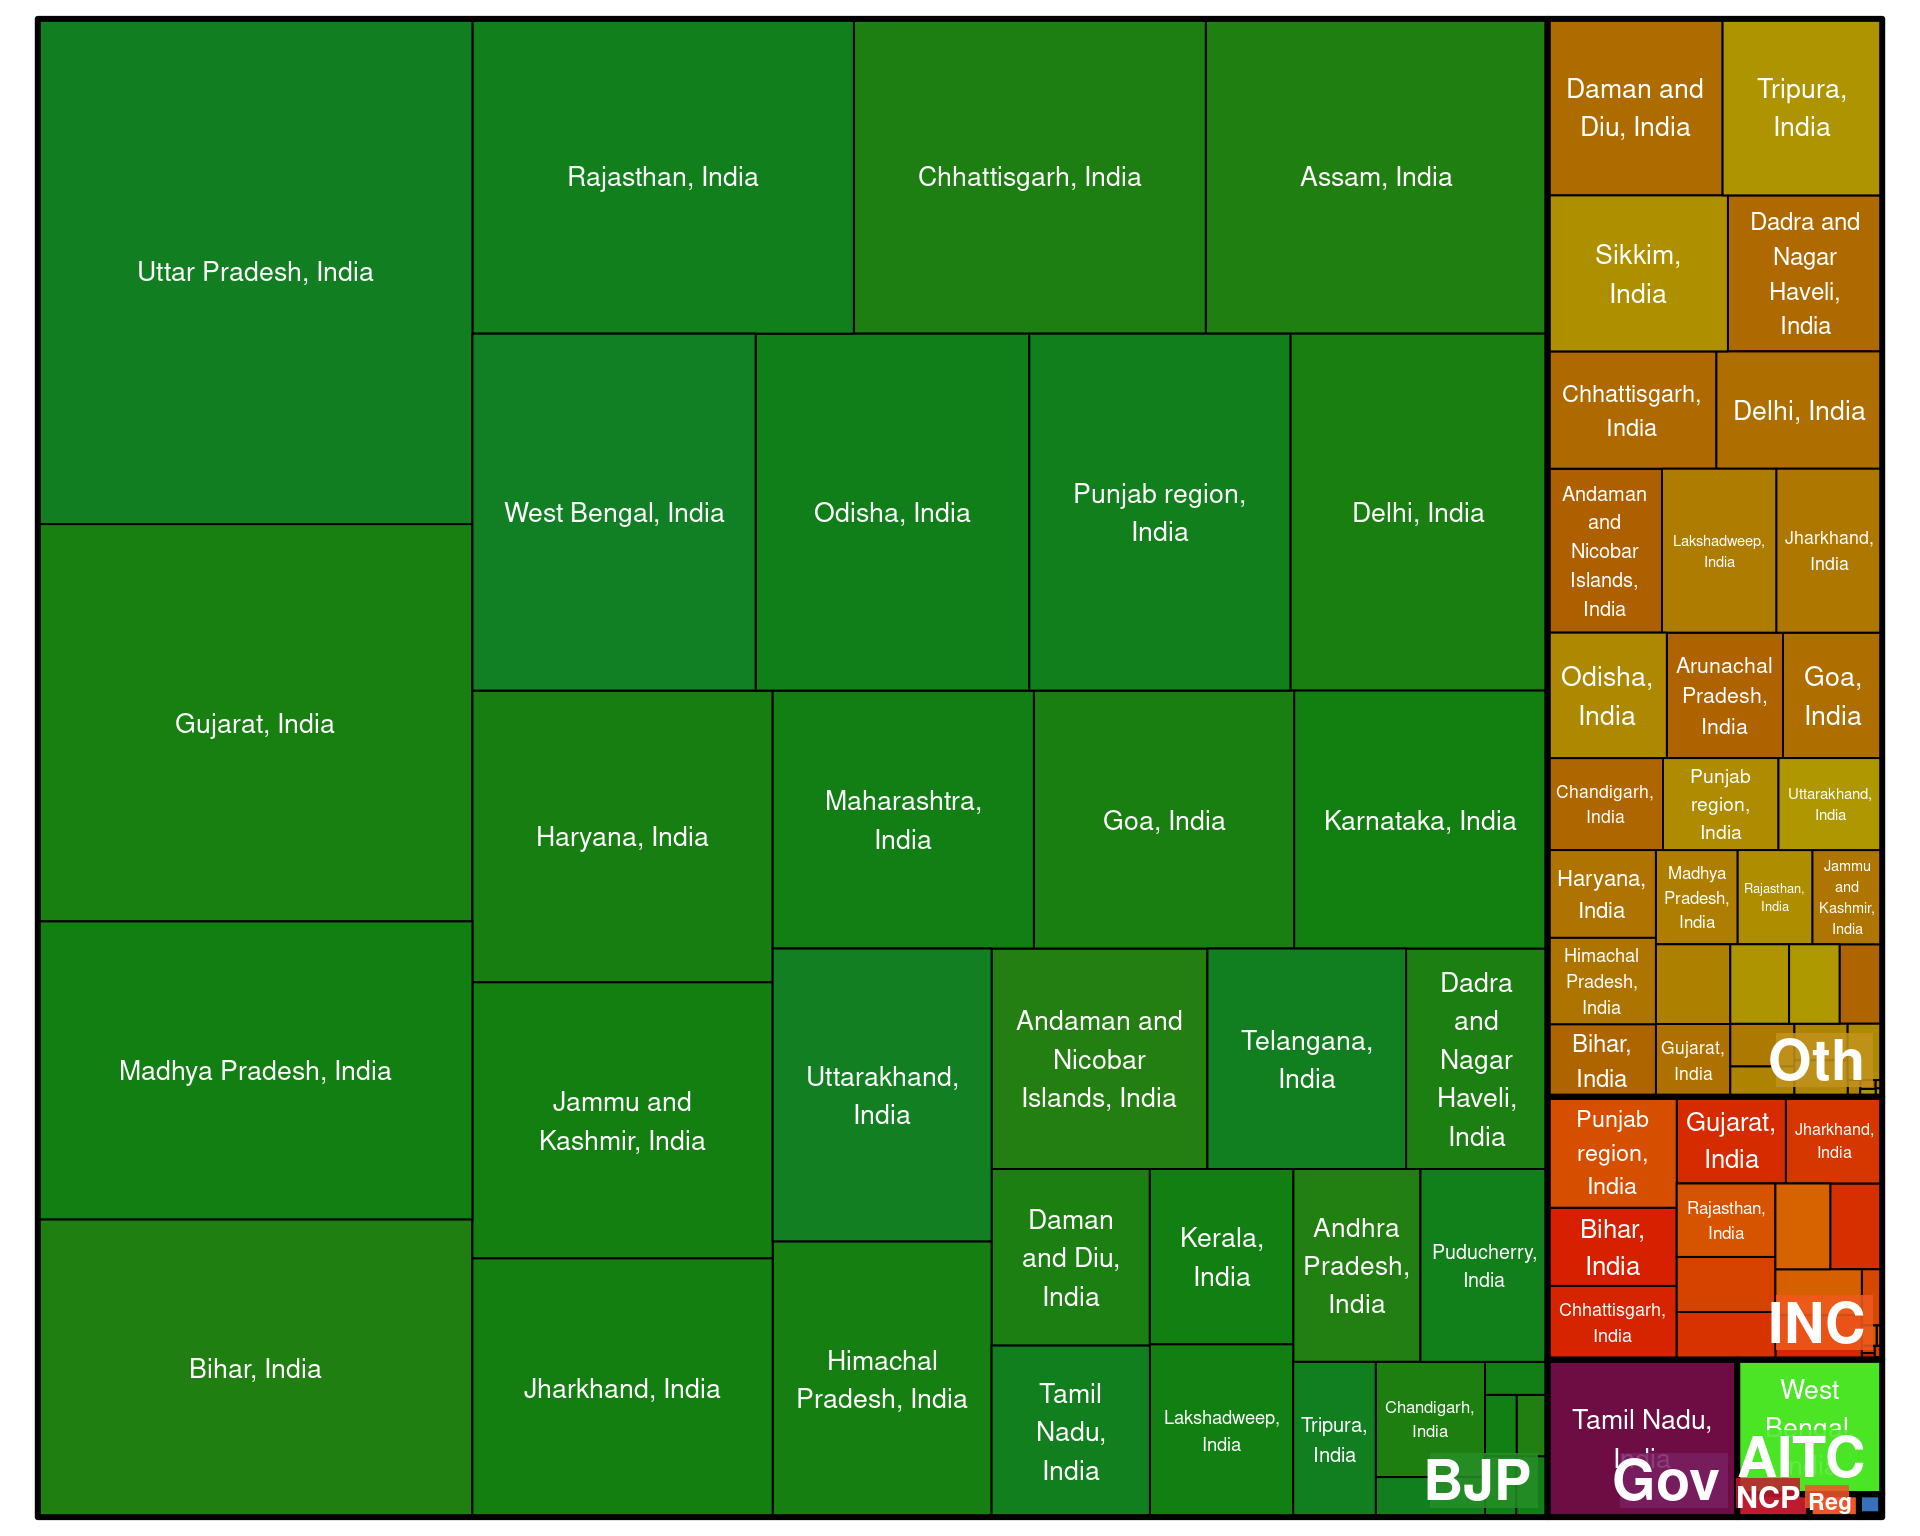 Uttar Pradesh, India
Gujarat, India
Madhya Pradesh, India
Bihar, India
Rajasthan, India
Chhattisgarh, India
Assam, India
West Bengal, India
Odisha, India
Punjab region,
India
Delhi, India
Haryana, India
Jammu and
Kashmir, India
Jharkhand, India
Maharashtra,
India
Goa, India
Karnataka, India
Uttarakhand,
India
Himachal
Pradesh, India
Andaman and
Nicobar
Islands, India
Telangana,
India
Dadra
and
Nagar
Haveli,
India
Daman
and Diu,
India
Tamil
Nadu,
India
Kerala,
India
Lakshadweep,
India
Andhra
Pradesh,
India
Puducherry,
India
Tripura,
India
Chandigarh,
India
BJP
Daman and
Diu, India
Tripura,
India
Sikkim,
India
Dadra and
Nagar
Haveli,
India
Chhattisgarh,
India
Delhi, India
Andaman
and
Nicobar
Islands,
India
Lakshadweep,
India
Jharkhand,
India
Odisha,
India
Arunachal
Pradesh,
India
Goa,
India
Chandigarh,
India
Punjab
region,
India
Uttarakhand,
India
Haryana,
India
Madhya
Pradesh,
India
Rajasthan,
India
Jammu
and
Kashmir,
India
Himachal
Pradesh,
India
Bihar,
India
Gujarat,
India
Oth
Punjab
region,
India
Gujarat,
India
Jharkhand,
India
Bihar,
India
Rajasthan,
India
Chhattisgarh,
India
INC
Tamil Nadu,
India
Gov
West
Bengal,
India
AITC
NCP
Reg